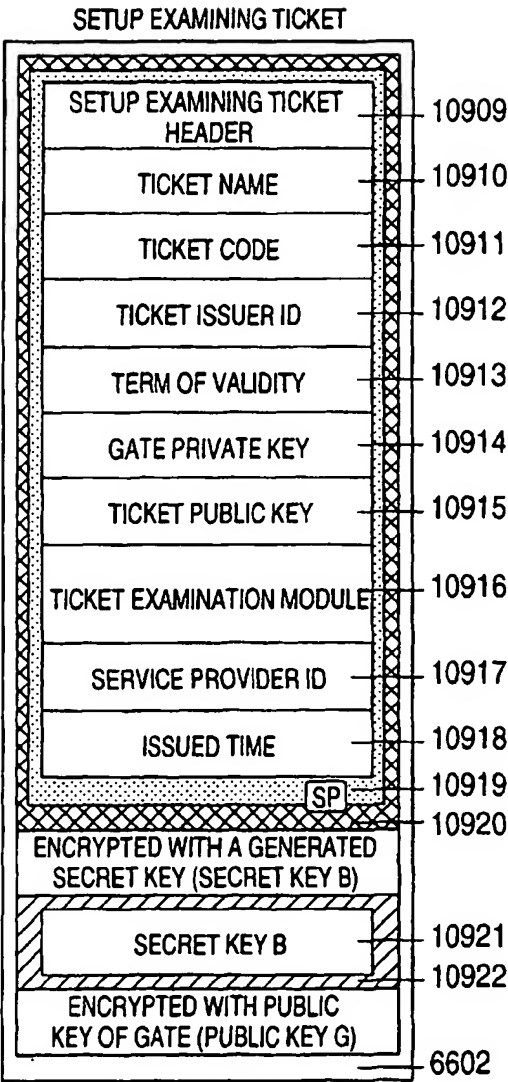 SETUP EXAMINING TICKET
SETUP EXAMINING TICKET
HEADER
10909
TICKET NAME
10910
TICKET CODE
10911
TICKET ISSUER ID
10912
TERM OF VALIDITY
10913
GATE PRIVATE KEY
10914
TICKET PUBLIC KEY
10915
TICKET EXAMINATION MODULE
10916
SERVICE PROVIDER ID
10917
ISSUED TIME
10918
SP
10919
10920
ENCRYPTED WITH A GENERATED
SECRET KEY (SECRET KEY B)
SECRET KEY B
10921
10922
ENCRYPTED WITH PUBLIC
KEY OF GATE (PUBLIC KEY G)
6602